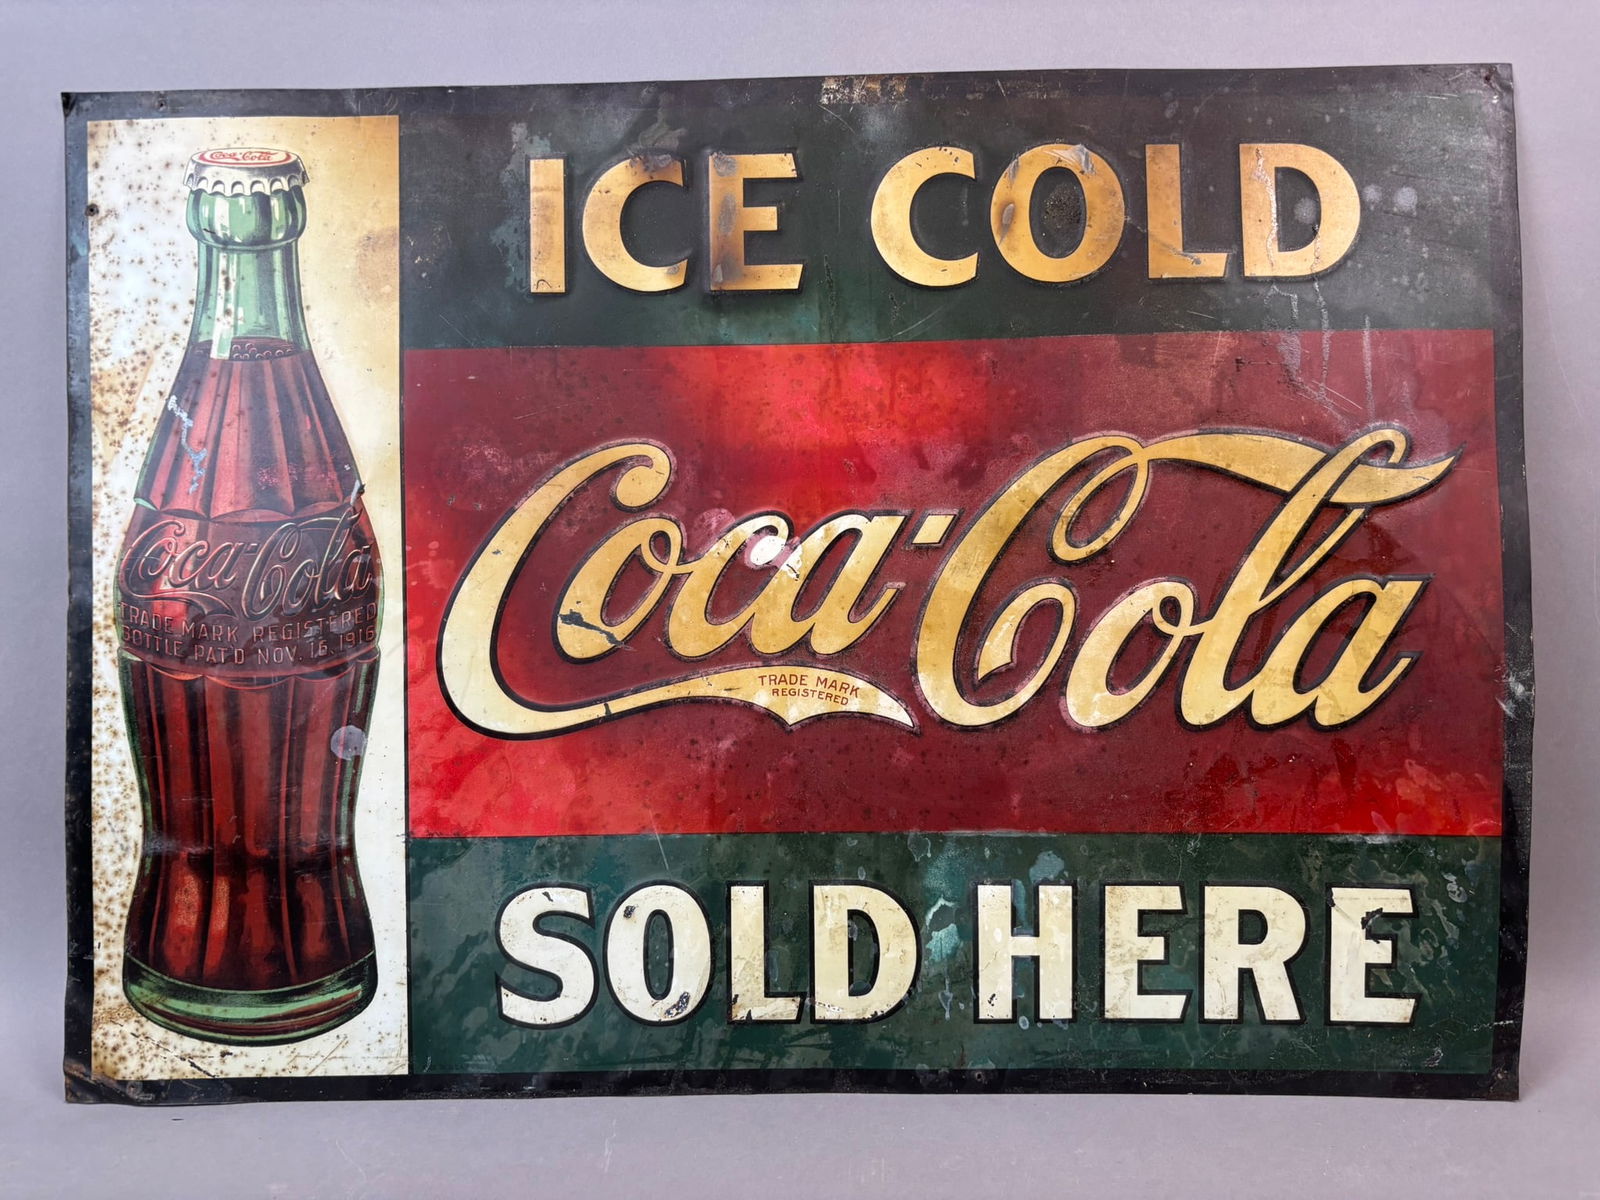 Coca-Cola
Coca-Cola
TRADE MARK REGISTERED
BOTTLE PAT'D NOV. 16, 1916
ICE COLD
Coca-Cola
TRADE MARK
REGISTERED
SOLD HERE